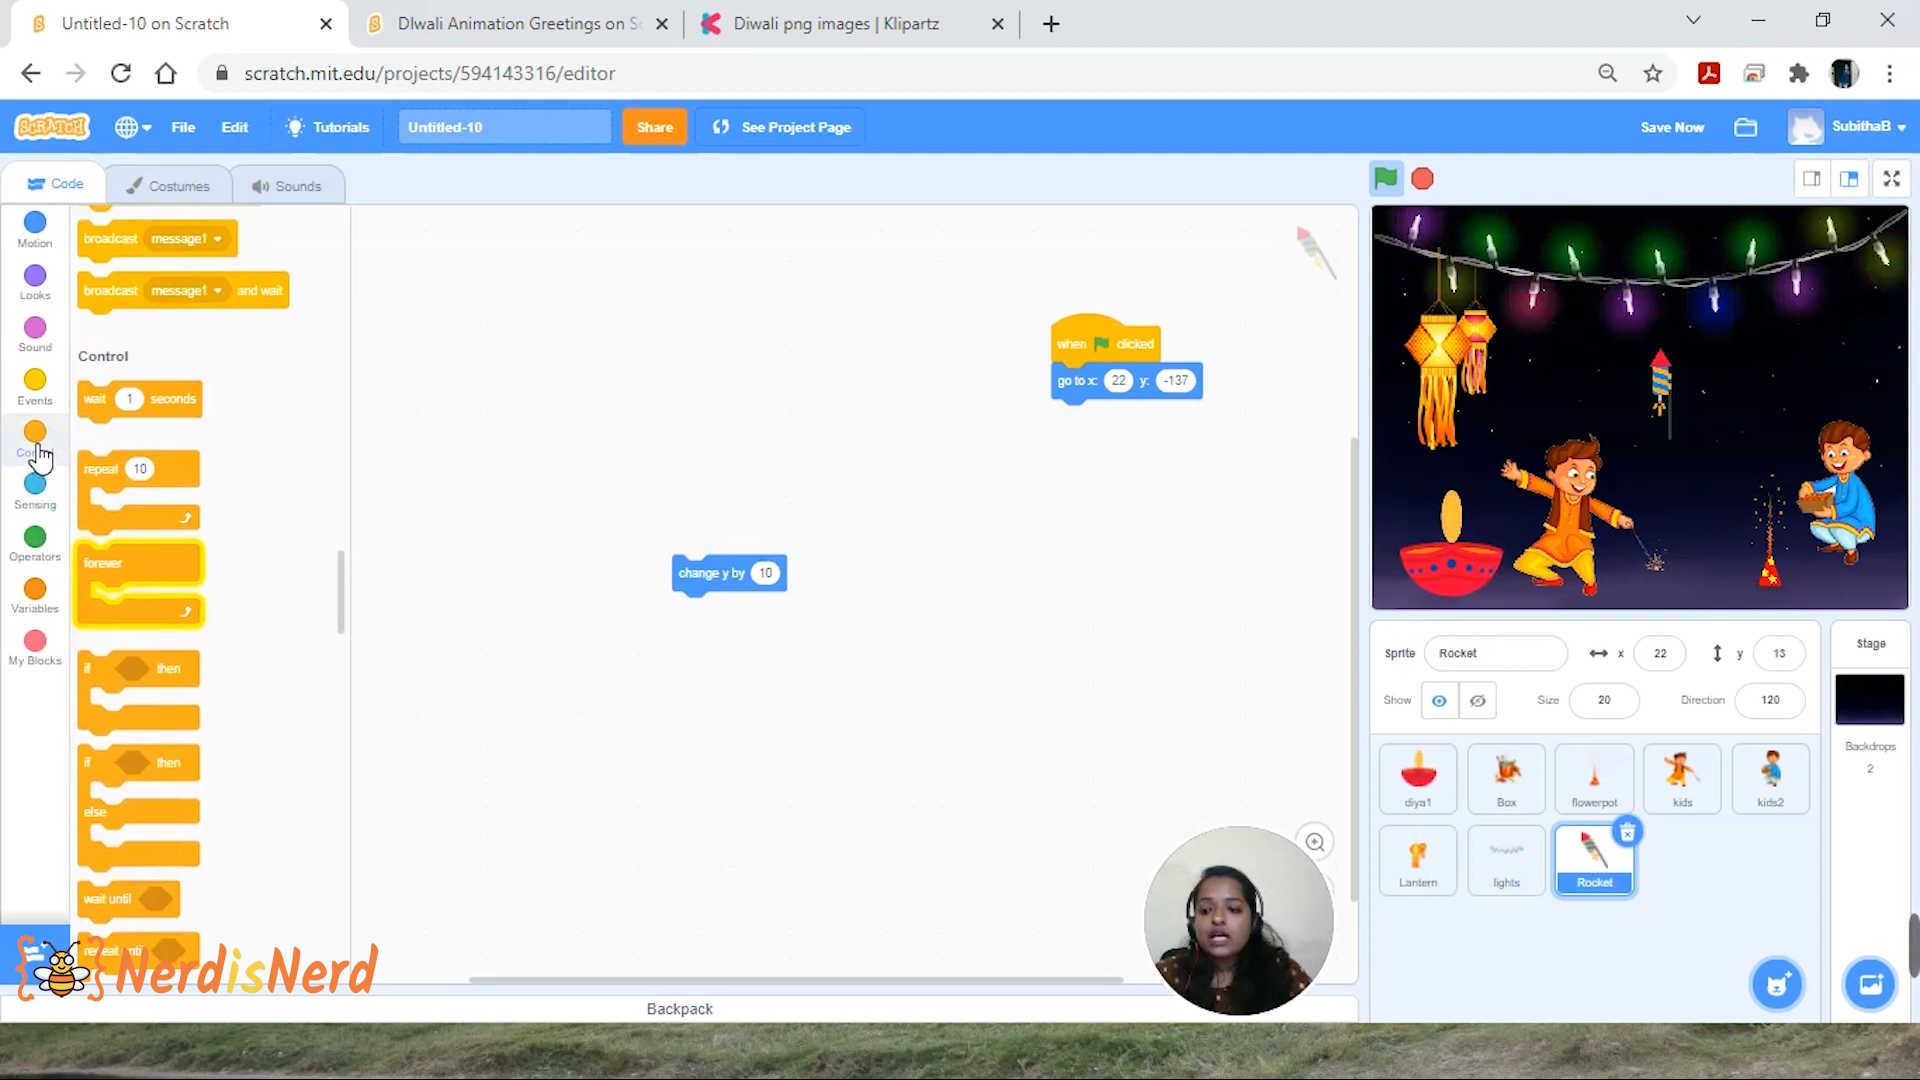 Untitled-10 on Scratch
DIwali Animation Greetings on Sc
Diwali png images | Klipartz
scratch.mit.edu/projects/594143316/editor
SCRATCH
File
Edit
Tutorials
Untitled-10
Share
See Project Page
Save Now
SubithaB
Code
Costumes
Sounds
Motion
Looks
Sound
Events
Sensing
Operators
Variables
My Blocks
broadcast message1
broadcast message1 and wait
Control
wait 1 seconds
repeat 10
forever
if then
if then
else
wait until
repeat until
when clicked
go to x: 22 y: -137
change y by 10
Sprite Rocket x 22 y 13
Show Size 20 Direction 120
diya1
Box
flowerpot
kids
kids2
Lantern
lights
Rocket
Stage
Backdrops
2
NerdisNerd
Backpack